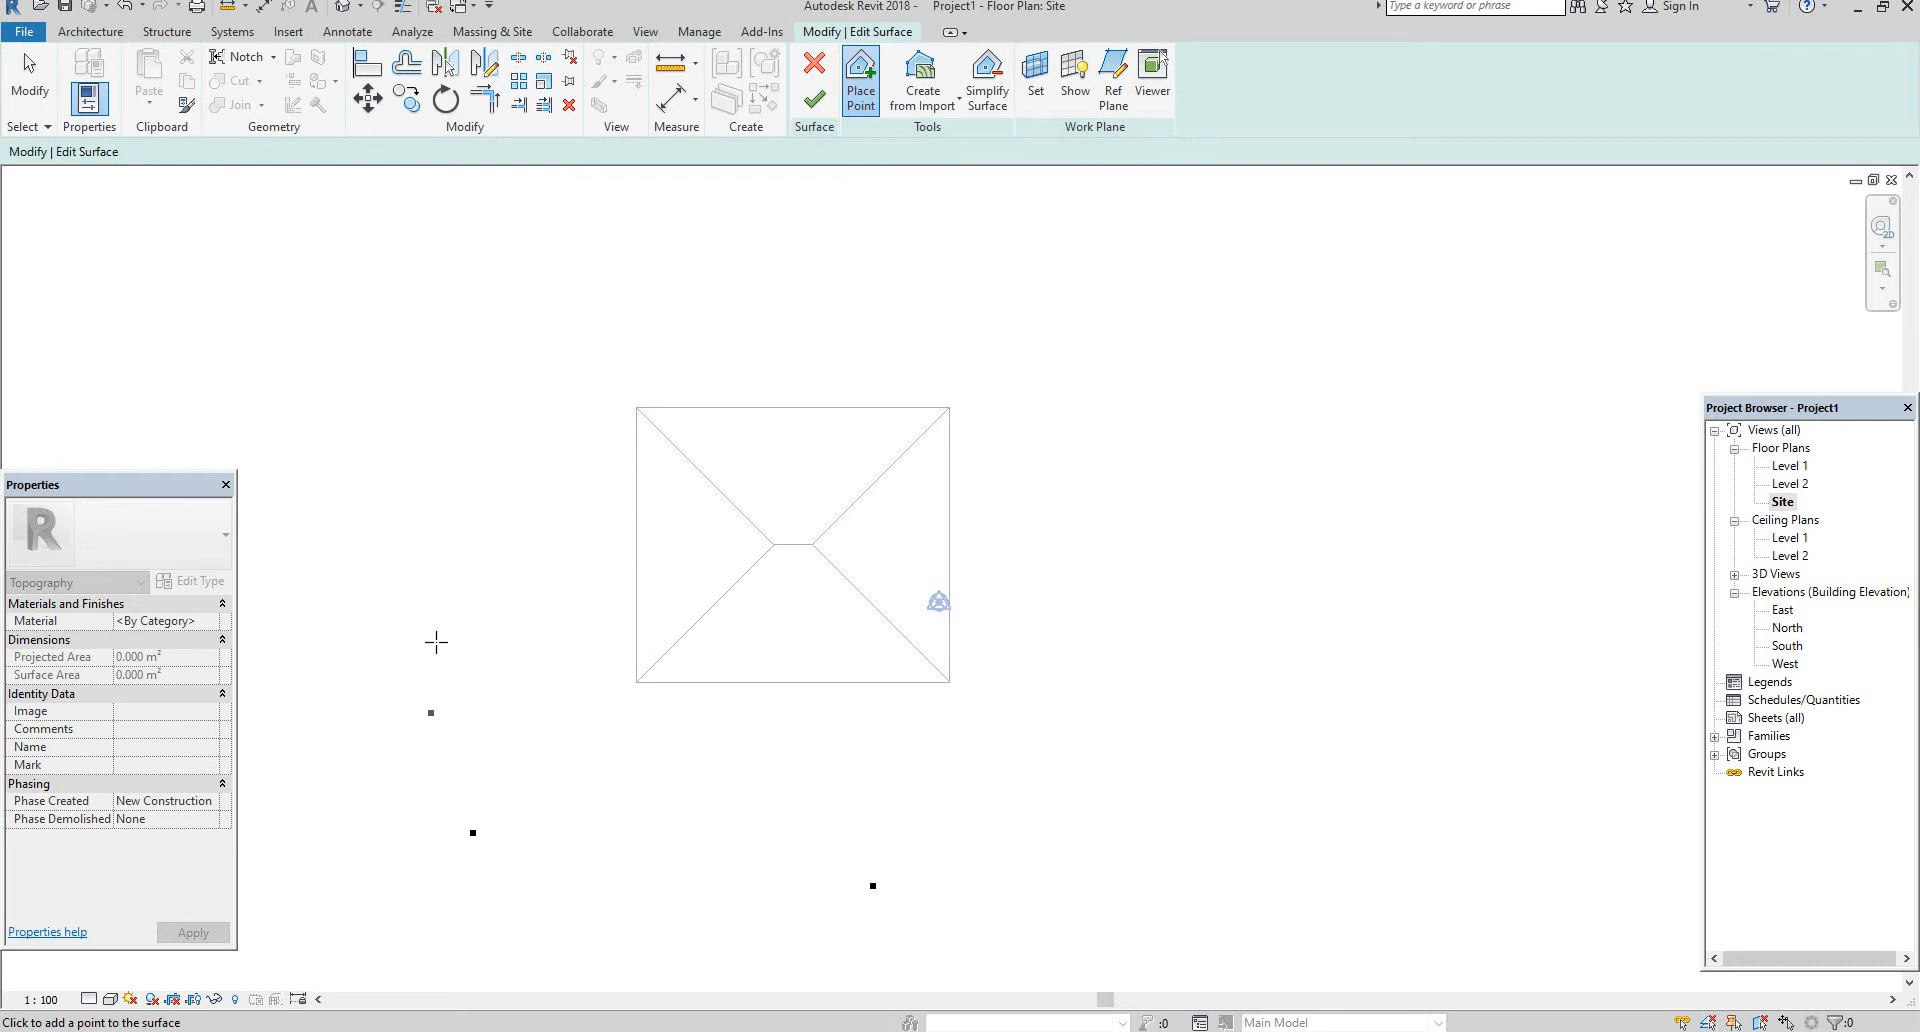 Autodesk Revit 2018 -     Project1 - Floor Plan: Site
Type a keyword or phrase
Sign In
File
Architecture
Structure
Systems
Insert
Annotate
Analyze
Massing & Site
Collaborate
View
Manage
Add-Ins
Modify | Edit Surface
Modify
Select
Properties
Paste
Clipboard
Notch
Cut
Join
Geometry
Modify
View
Measure
Create
Surface
Place Point
Create from Import
Simplify Surface
Tools
Set
Show
Ref Plane
Viewer
Work Plane
Modify | Edit Surface
2D
Properties
R
Topography
Edit Type
Materials and Finishes
Material <By Category>
Dimensions
Projected Area 0.000 m²
Surface Area 0.000 m²
Identity Data
Image
Comments
Name
Mark
Phasing
Phase Created New Construction
Phase Demolished None
Properties help
Apply
Project Browser - Project1
Views (all)
Floor Plans
Level 1
Level 2
Site
Ceiling Plans
Level 1
Level 2
3D Views
Elevations (Building Elevation)
East
North
South
West
Legends
Schedules/Quantities
Sheets (all)
Families
Groups
Revit Links
1 : 100
Click to add a point to the surface
:0
Main Model
:0